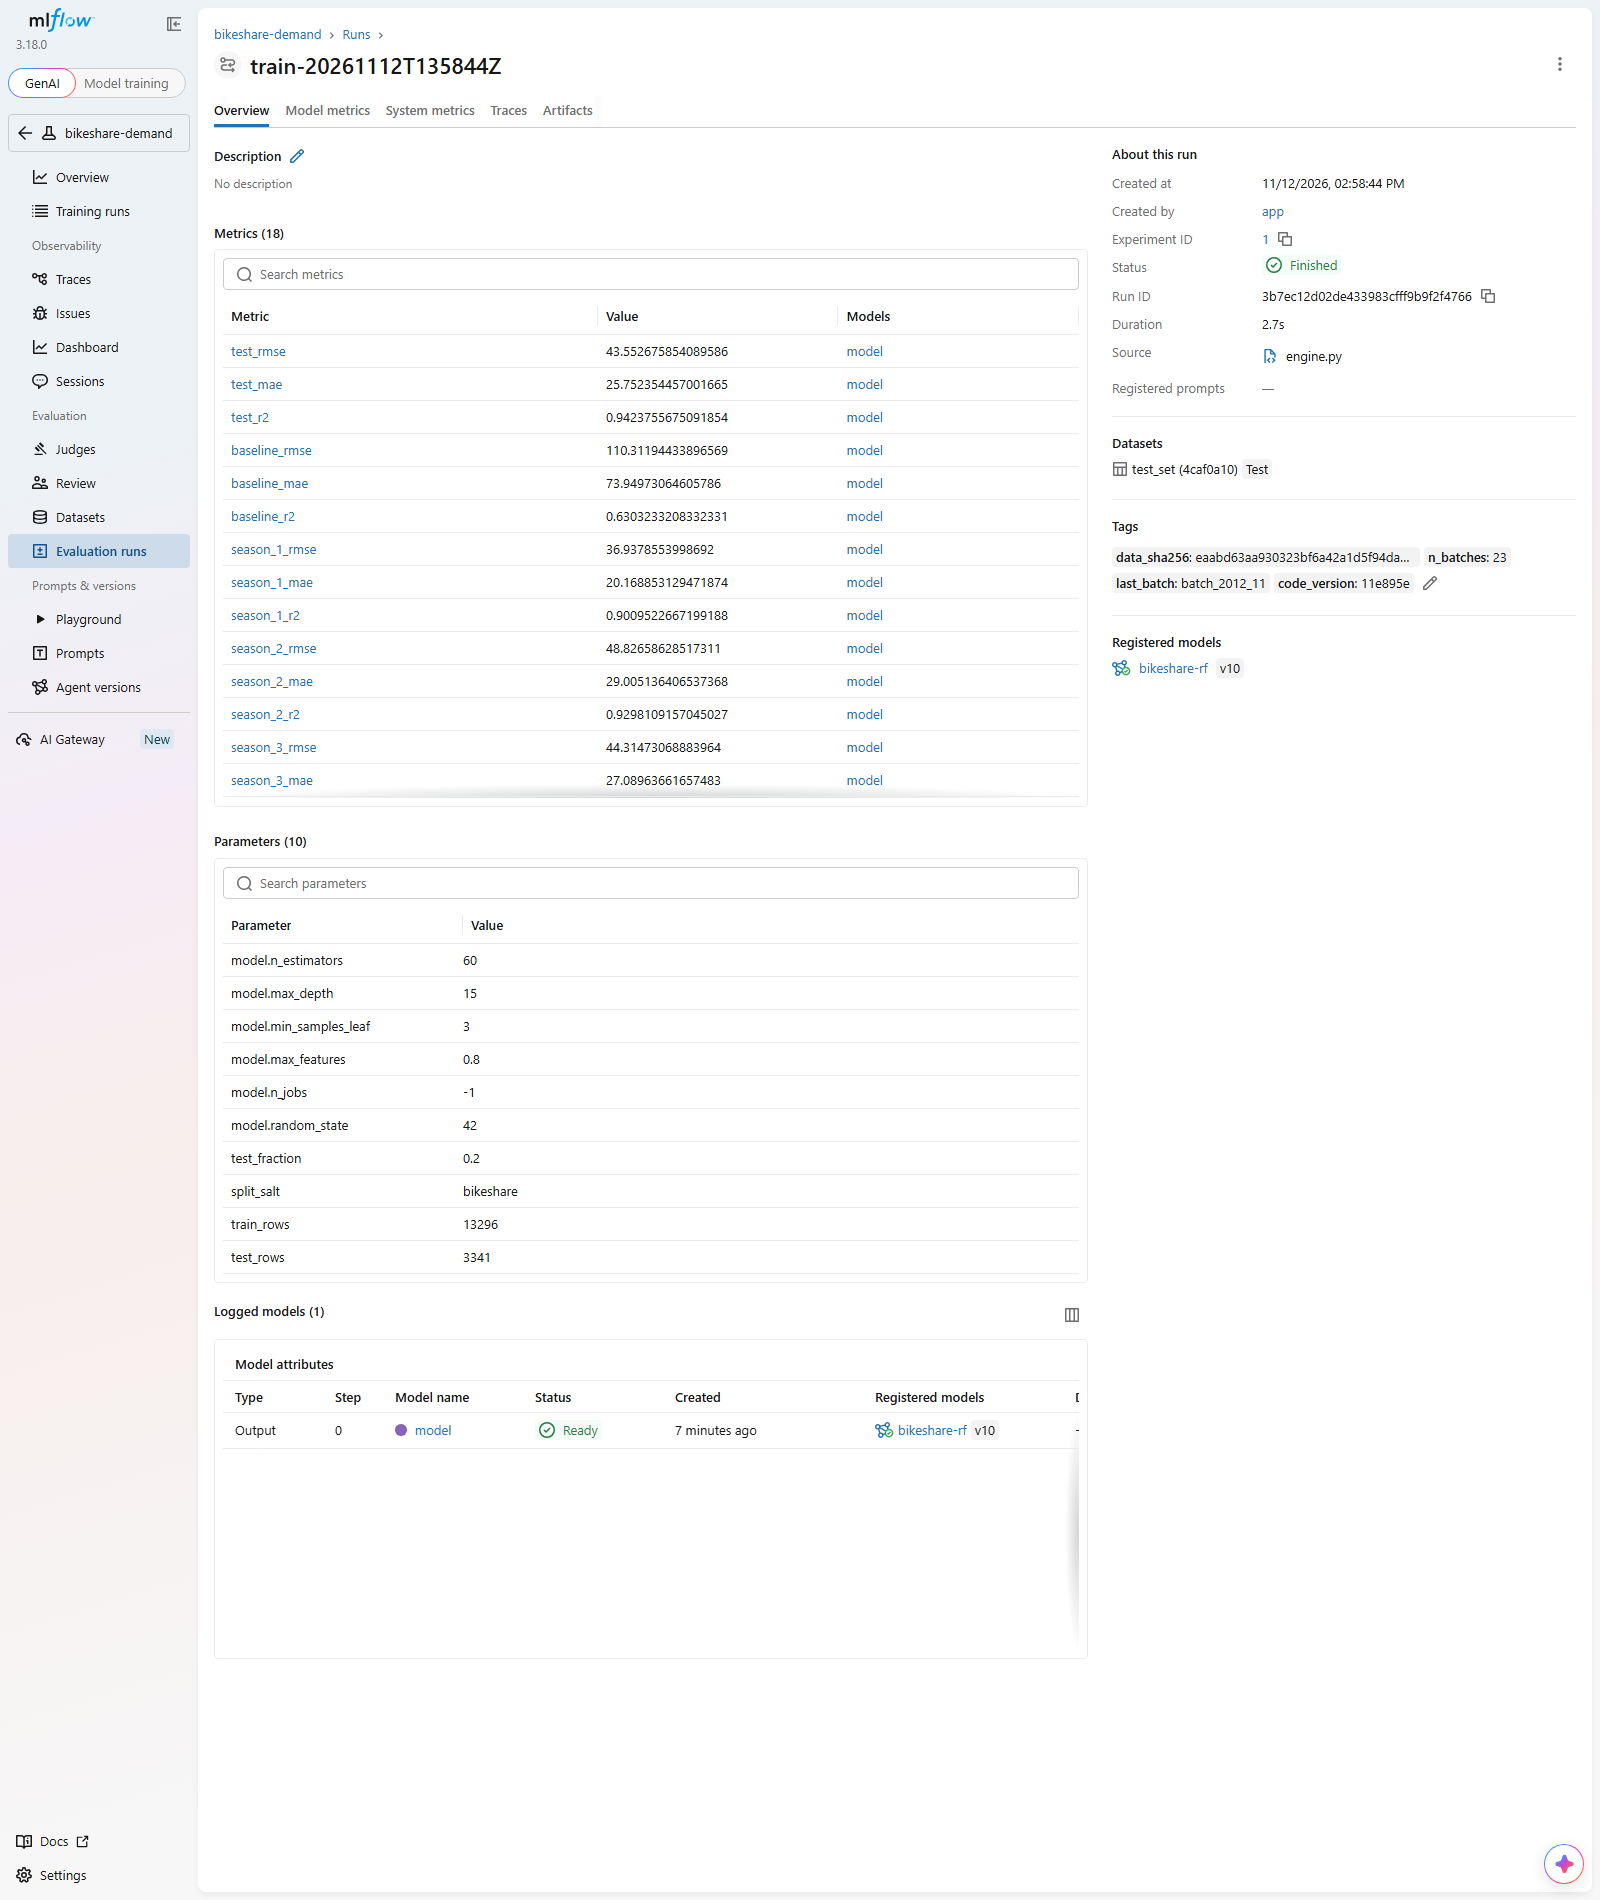 mlflow
3.18.0
GenAI
Model training
bikeshare-demand
Overview
Training runs
Observability
Traces
Issues
Dashboard
Sessions
Evaluation
Judges
Review
Datasets
Evaluation runs
Prompts & versions
Playground
Prompts
Agent versions
AI Gateway New
Docs
Settings
bikeshare-demand > Runs >
train-20261112T135844Z
Overview Model metrics System metrics Traces Artifacts
Description
No description
Metrics (18)
Search metrics
Metric Value Models
test_rmse 43.552675854089586 model
test_mae 25.752354457001665 model
test_r2 0.9423755675091854 model
baseline_rmse 110.31194433896569 model
baseline_mae 73.94973064605786 model
baseline_r2 0.6303233208332331 model
season_1_rmse 36.9378553998692 model
season_1_mae 20.168853129471874 model
season_1_r2 0.9009522667199188 model
season_2_rmse 48.82658628517311 model
season_2_mae 29.005136406537368 model
season_2_r2 0.9298109157045027 model
season_3_rmse 44.31473068883964 model
season_3_mae 27.08963661657483 model
Parameters (10)
Search parameters
Parameter Value
model.n_estimators 60
model.max_depth 15
model.min_samples_leaf 3
model.max_features 0.8
model.n_jobs -1
model.random_state 42
test_fraction 0.2
split_salt bikeshare
train_rows 13296
test_rows 3341
Logged models (1)
Model attributes
Type Step Model name Status Created Registered models
Output 0 model Ready 7 minutes ago bikeshare-rf v10 -
About this run
Created at 11/12/2026, 02:58:44 PM
Created by app
Experiment ID 1
Status Finished
Run ID 3b7ec12d02de433983cfff9b9f2f4766
Duration 2.7s
Source engine.py
Registered prompts —
Datasets
test_set (4caf0a10) Test
Tags
data_sha256: eaabd63aa930323bf6a42a1d5f94da... n_batches: 23
last_batch: batch_2012_11 code_version: 11e895e
Registered models
bikeshare-rf v10